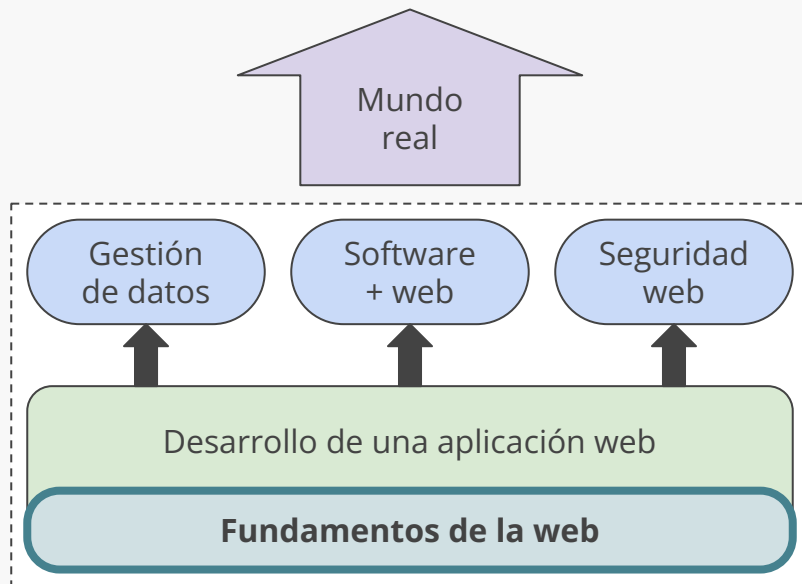 Mundo
real
Gestión
de datos
Software
+ web
Seguridad
web
Desarrollo de una aplicación web
Fundamentos de la web